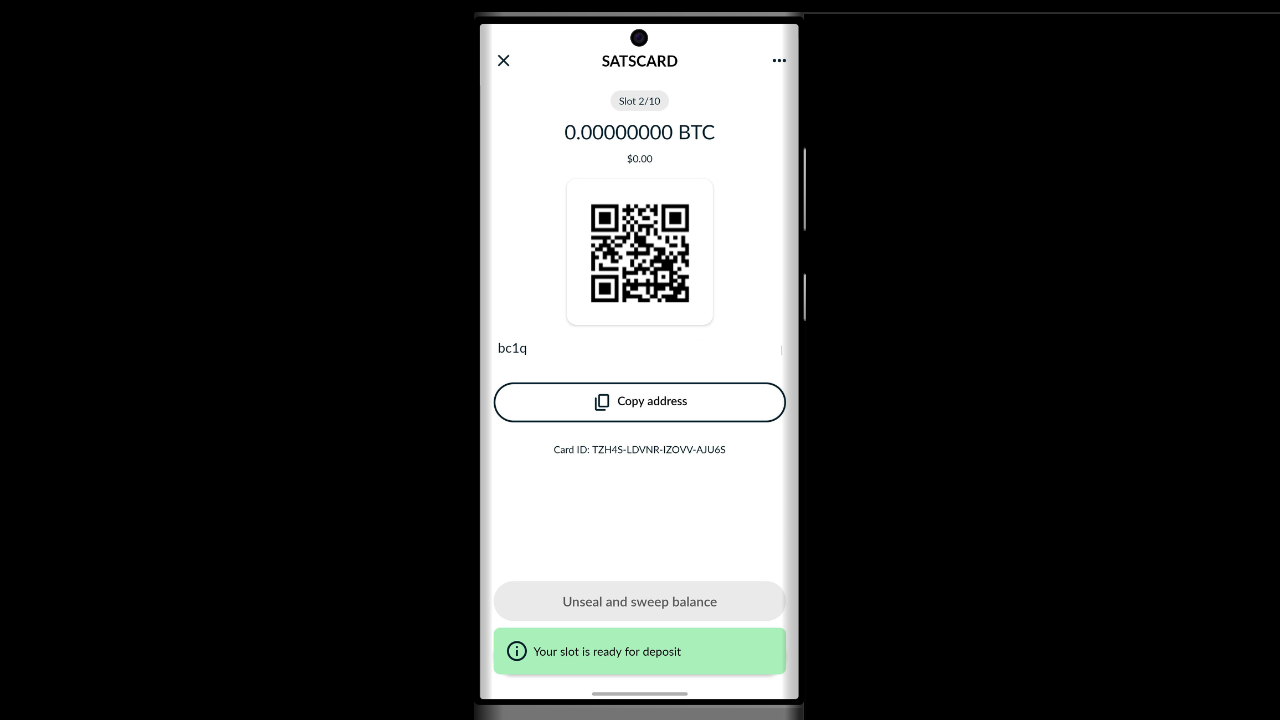 SATSCARD
Slot 2/10
0.00000000 BTC
$0.00
bc1q
Copy address
Card ID: TZH4S-LDVNR-IZOVV-AJU6S
Unseal and sweep balance
Your slot is ready for deposit